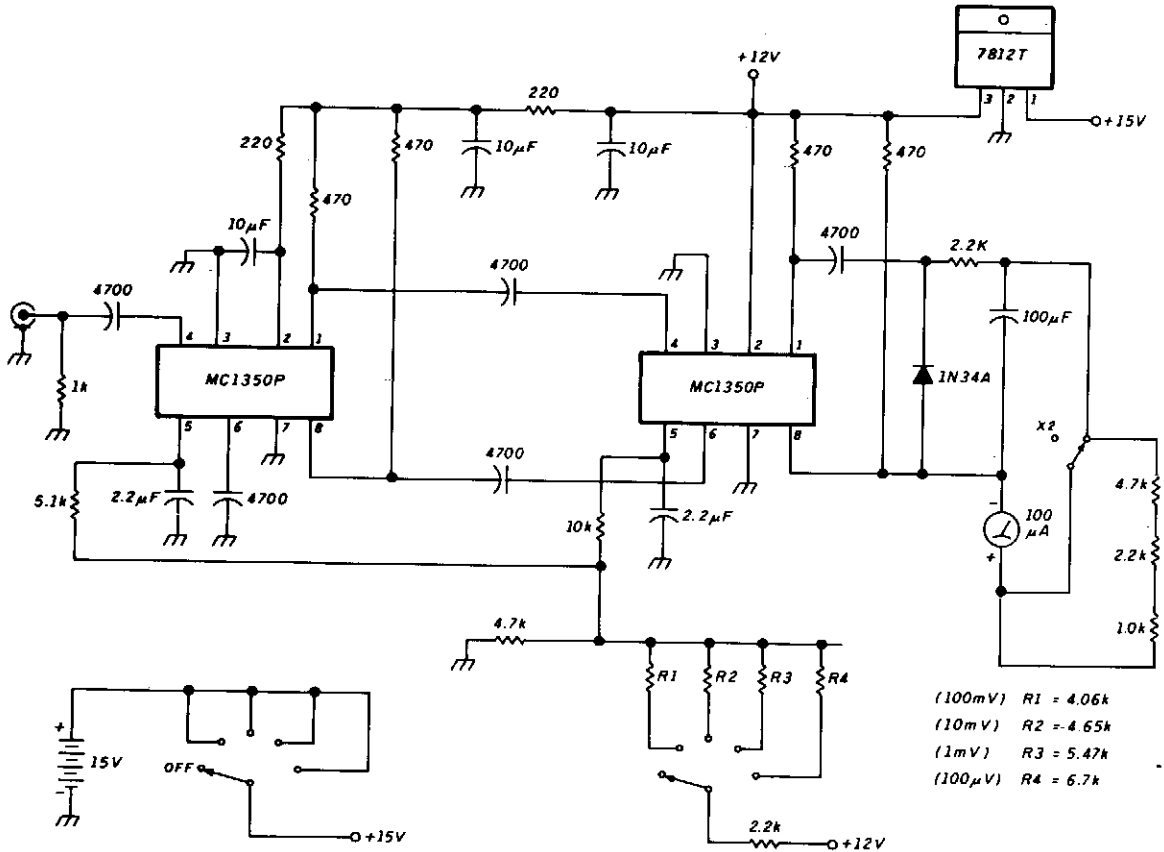 7812T
3 2 1
+15V
+12V
220
220
470
470
10µF
10µF
470
470
10µF
4700
2.2K
4700
4700
100µF
4 3 2 1
4 3 2 1
MC1350P
MC1350P
1N34A
1k
5 6 7 8
5 6 7 8
X2
4700
5.1k
2.2µF
4700
10k
2.2µF
-
100
µA
+
4.7k
2.2k
1.0k
4.7k
R1 R2 R3 R4
(100mV) R1 = 4.06k
(10mV) R2 =-4.65k
(1mV) R3 = 5.47k
(100µV) R4 = 6.7k
+
15V
-
OFF
+15V
2.2k
+12V